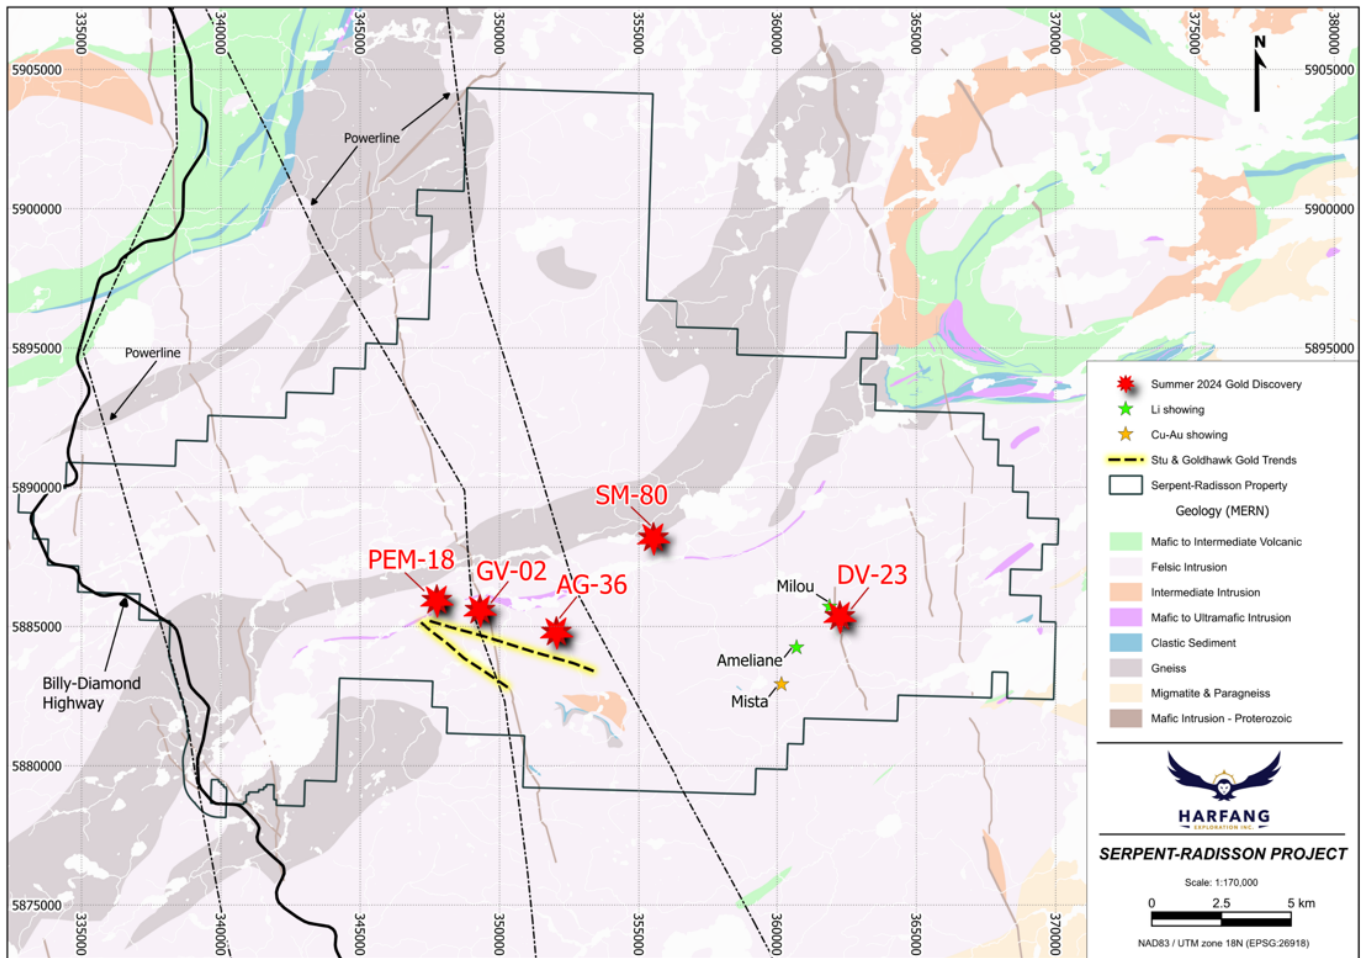 335000
340000
345000
350000
355000
360000
365000
370000
375000
380000
5905000
5905000
N
Powerline
5900000
5900000
Powerline
5895000
5895000
5890000
SM-80
PEM-18
GV-02
AG-36
Milou
DV-23
5885000
Ameliane
Mista
Billy-Diamond
Highway
5880000
5875000
335000
340000
345000
350000
355000
360000
365000
370000
Summer 2024 Gold Discovery
Li showing
Cu-Au showing
Stu & Goldhawk Gold Trends
Serpent-Radisson Property
Geology (MERN)
Mafic to Intermediate Volcanic
Felsic Intrusion
Intermediate Intrusion
Mafic to Ultramafic Intrusion
Clastic Sediment
Gneiss
Migmatite & Paragneiss
Mafic Intrusion - Proterozoic
HARFANG
EXPLORATION INC.
SERPENT-RADISSON PROJECT
Scale: 1:170,000
0 2.5 5 km
NAD83 / UTM zone 18N (EPSG:26918)